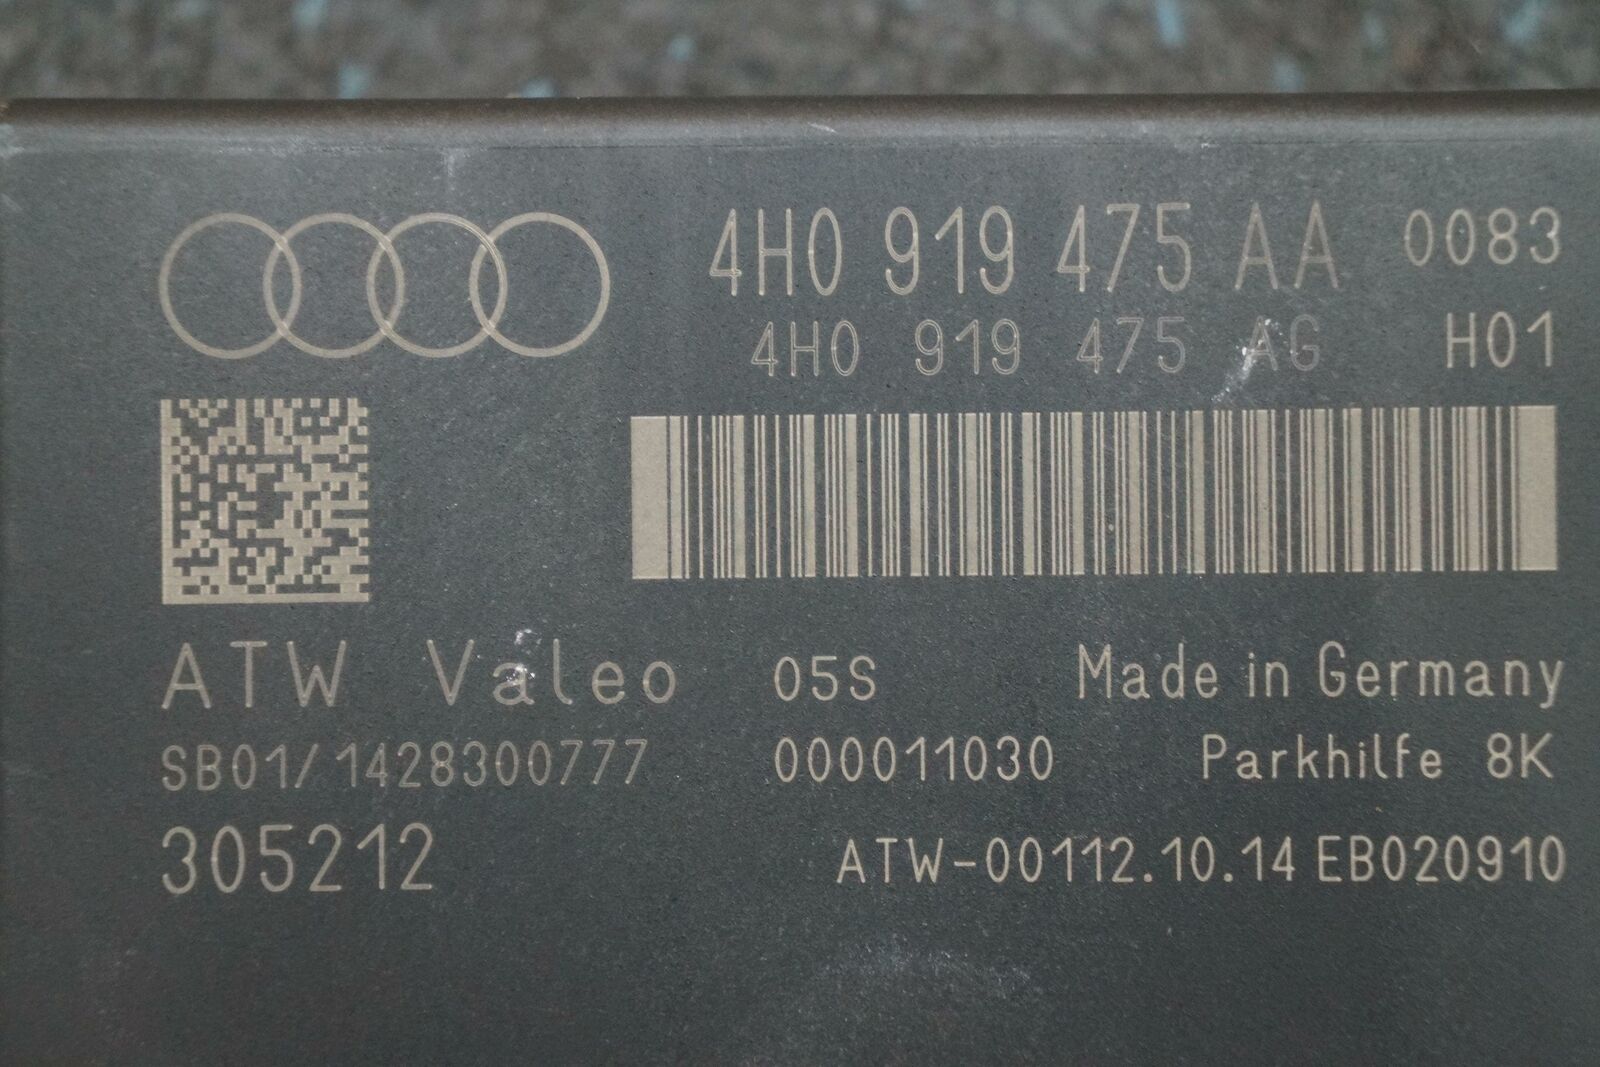 4H0 919 475 AA 0083
4H0 919 475 AG H01
ATW Valeo 05S Made in Germany
SB01/1428300777 000011030 Parkhilfe 8K
305212 ATW-00112.10.14 EB020910